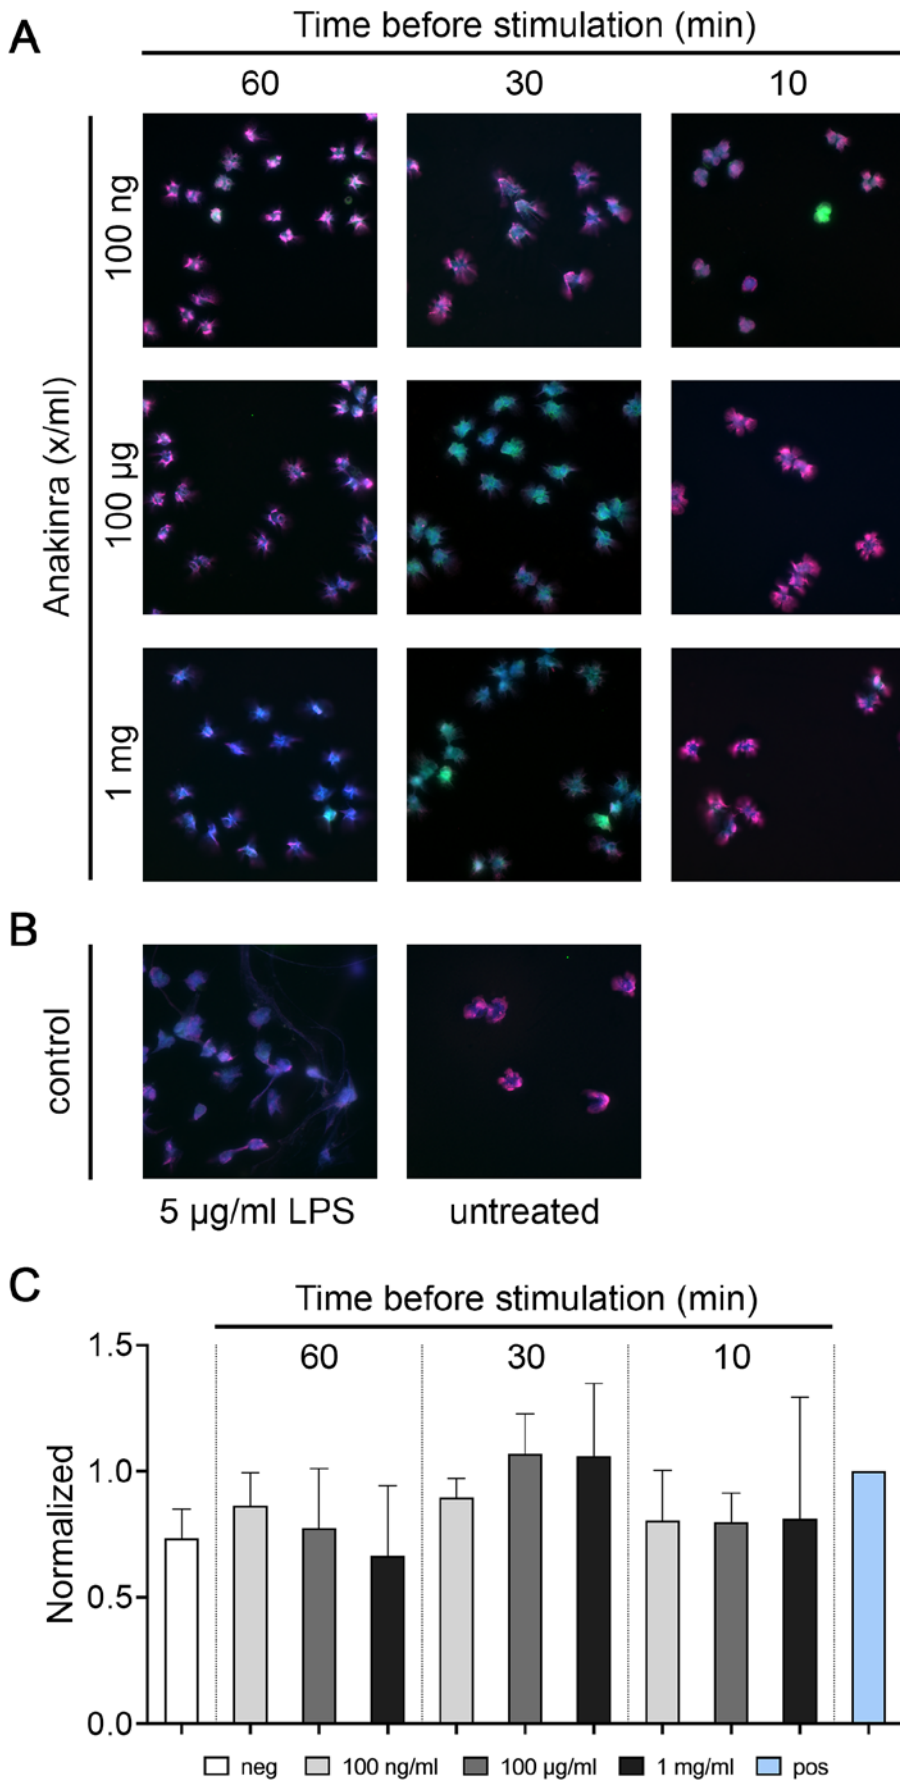 A
Time before stimulation (min)
60 30 10
Anakinra (x/ml)
100 ng
100 µg
1 mg
B
control
5 µg/ml LPS untreated
C
Time before stimulation (min)
60 30 10
Normalized
1.5
1.0
0.5
0.0
neg 100 ng/ml 100 µg/ml 1 mg/ml pos